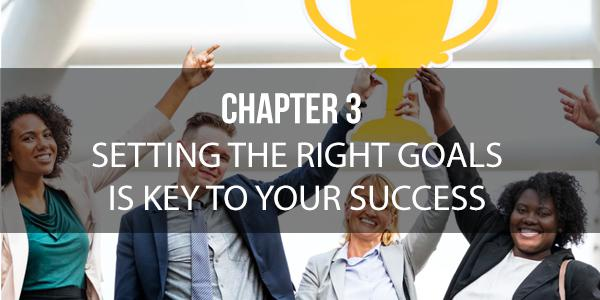 CHAPTER 3
SETTING THE RIGHT GOALS
IS KEY TO YOUR SUCCESS